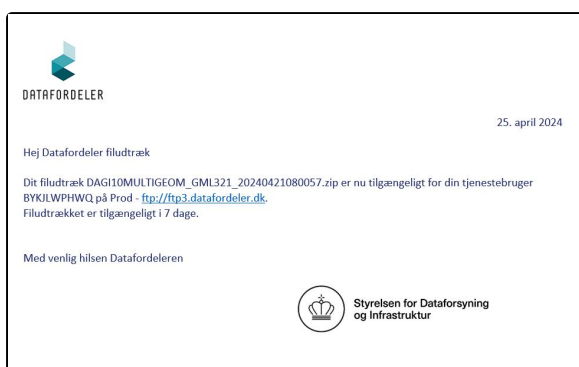 DATAFORDELER
25. april 2024
Hej Datafordeler filudtræk
Dit filudtræk DAGI10MULTIGEOM_GML321_20240421080057.zip er nu tilgængeligt for din tjenestebruger
BYKJLWPHWQ på Prod - ftp://ftp3.datafordeler.dk.
Filudtrækket er tilgængeligt i 7 dage.
Med venlig hilsen Datafordeleren
Styrelsen for Dataforsyning
og Infrastruktur